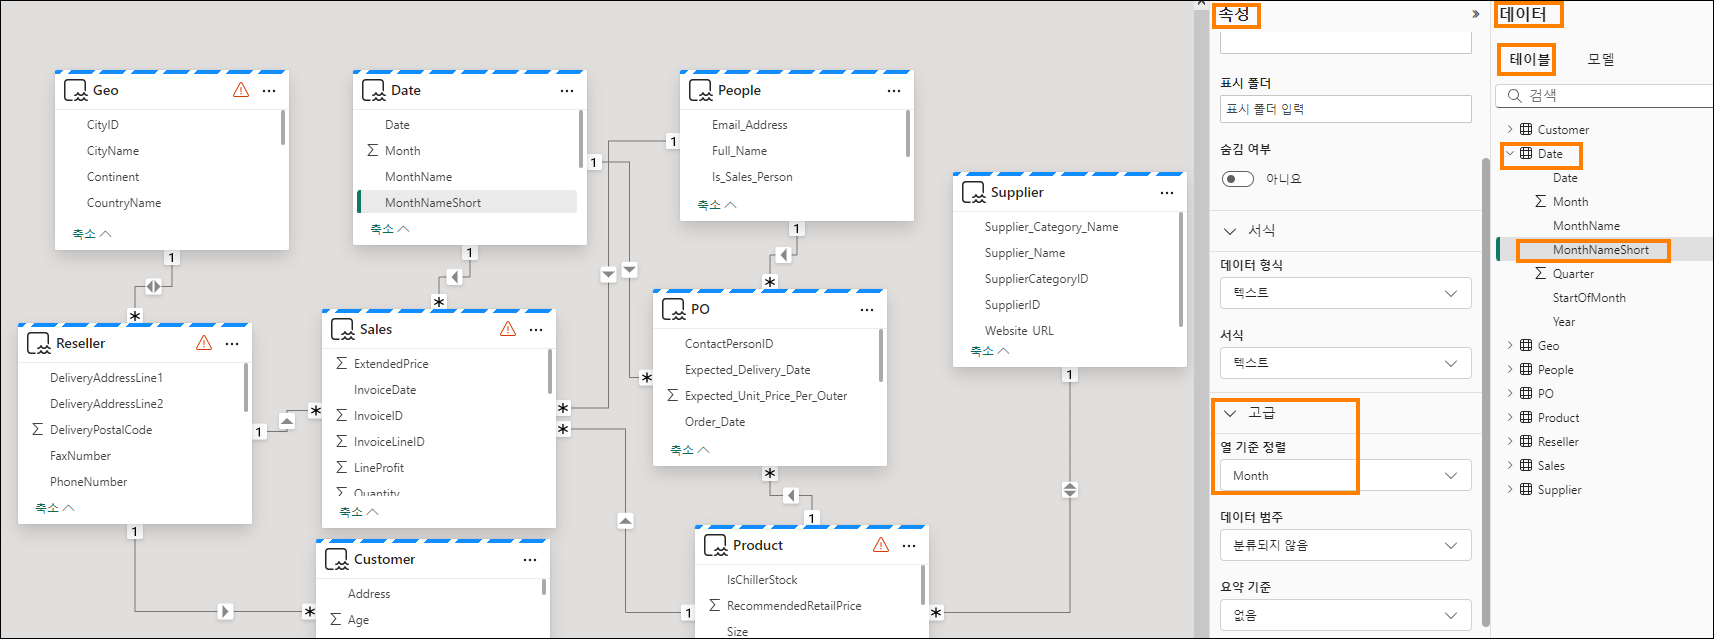 Geo
CityID
CityName
Continent
CountryName
축소
1
*
Date
Date
Month
MonthName
MonthNameShort
축소
1
1
*
People
Email_Address
Full_Name
Is_Sales_Person
축소
1
1
*
Supplier
Supplier_Category_Name
Supplier_Name
SupplierCategoryID
SupplierID
Website_URL
축소
1
Reseller
DeliveryAddressLine1
DeliveryAddressLine2
DeliveryPostalCode
FaxNumber
PhoneNumber
축소
1
1
*
Sales
ExtendedPrice
InvoiceDate
InvoiceID
InvoiceLineID
LineProfit
Quantity
축소
*
*
*
PO
ContactPersonID
Expected_Delivery_Date
Expected_Unit_Price_Per_Outer
Order_Date
축소
*
1
Customer
Address
Age
*
Product
IsChillerStock
RecommendedRetailPrice
Size
1
*
속성
표시 폴더
표시 폴더 입력
숨김 여부
아니요
서식
데이터 형식
텍스트
서식
텍스트
고급
열 기준 정렬
Month
데이터 범주
분류되지 않음
요약 기준
없음
데이터
테이블
모델
검색
Customer
Date
Date
Month
MonthName
MonthNameShort
Quarter
StartOfMonth
Year
Geo
People
PO
Product
Reseller
Sales
Supplier